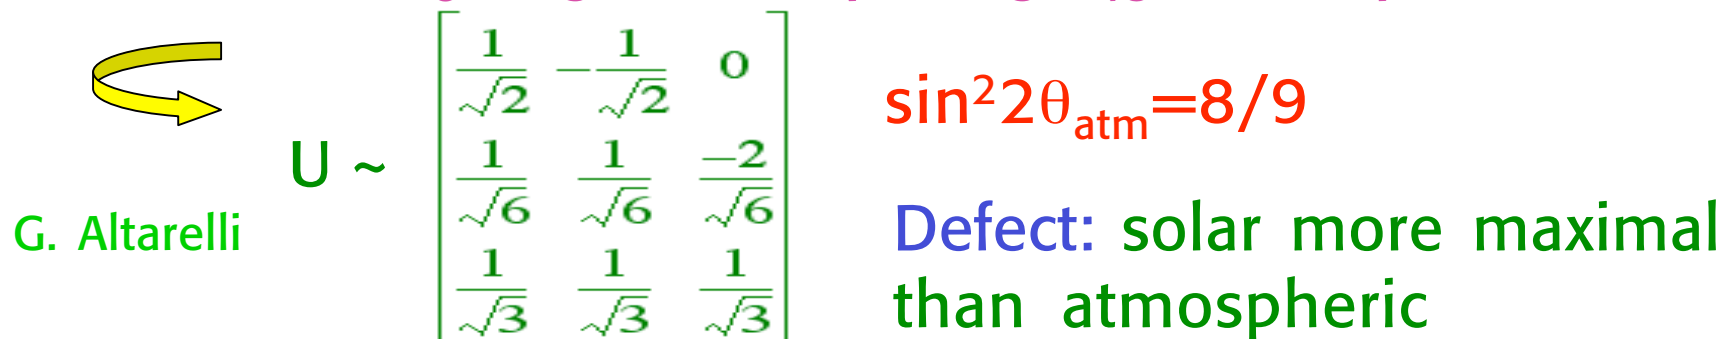 1/√2 −1/√2 0
sin²2θatm=8/9
U ~
1/√6 1/√6 −2/√6
G. Altarelli
Defect: solar more maximal
1/√3 1/√3 1/√3
than atmospheric